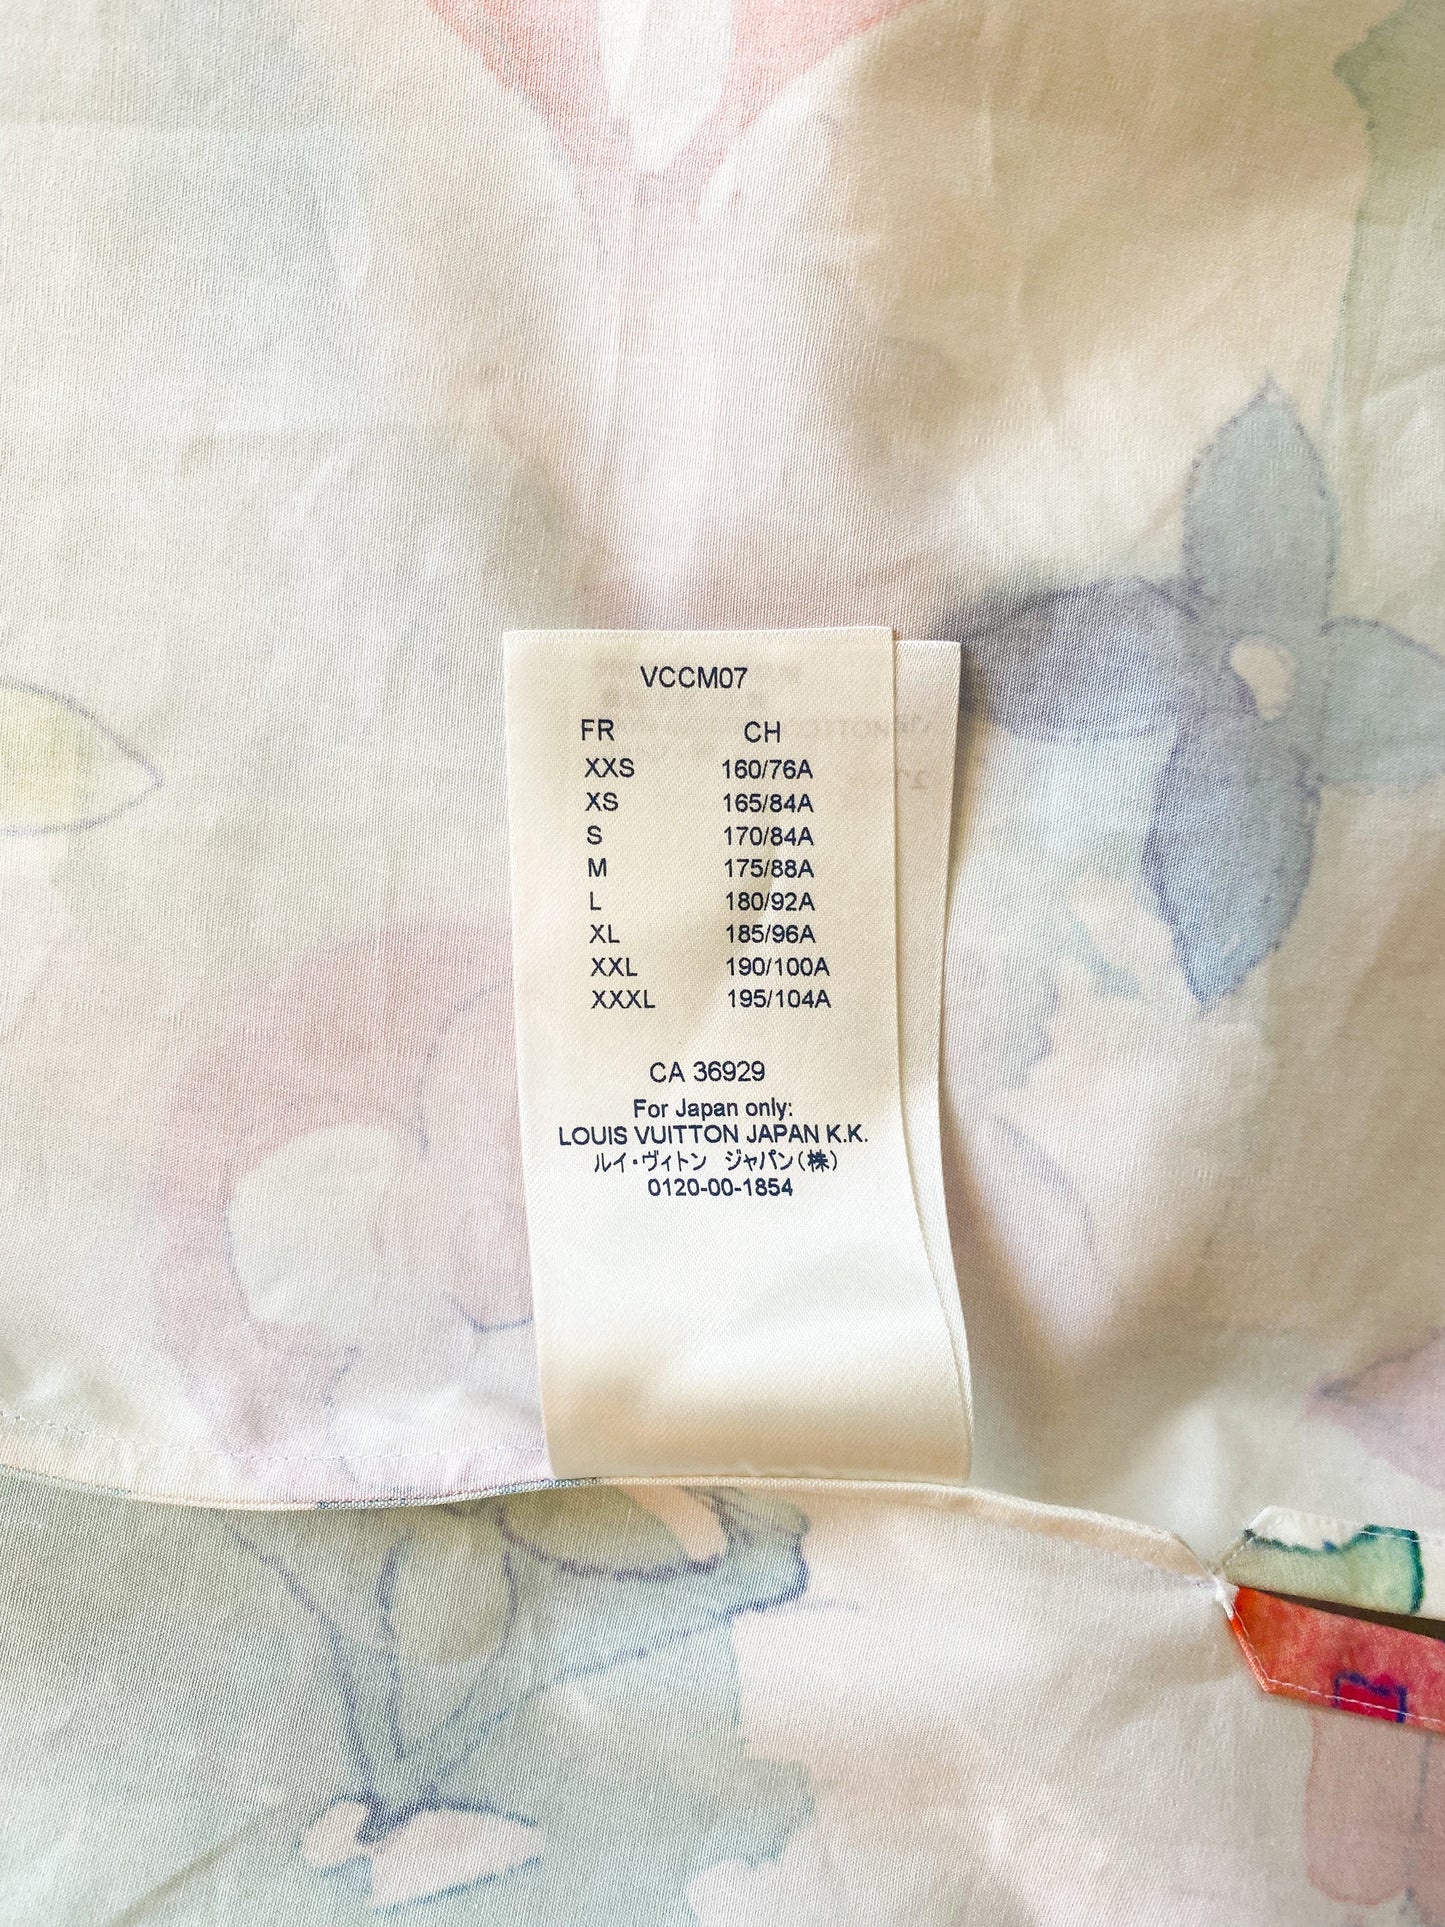 VCCM07
FR CH
XXS 160/76A
XS 165/84A
S 170/84A
M 175/88A
L 180/92A
XL 185/96A
XXL 190/100A
XXXL 195/104A
CA 36929
For Japan only:
LOUIS VUITTON JAPAN K.K.
ルイ・ヴィトン ジャパン(株)
0120-00-1854